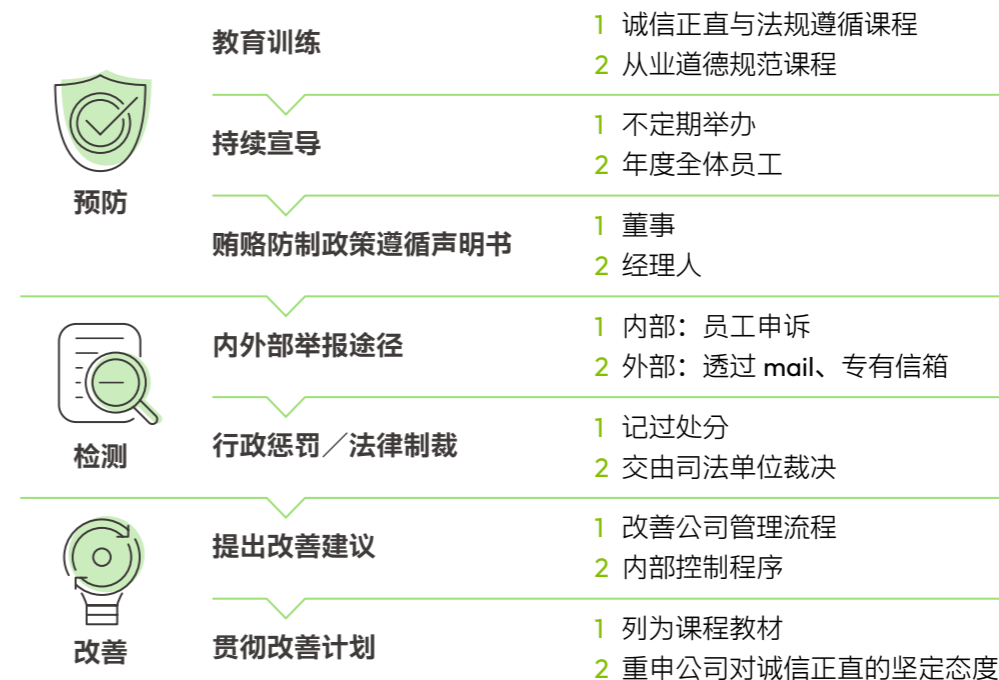 教育训练
1 诚信正直与法规遵循课程
2 从业道德规范课程
持续宣导
1 不定期举办
2 年度全体员工
预防
贿赂防制政策遵循声明书
1 董事
2 经理人
内外部举报途径
1 内部：员工申诉
2 外部：透过 mail、专有信箱
检测
行政惩罚／法律制裁
1 记过处分
2 交由司法单位裁决
提出改善建议
1 改善公司管理流程
2 内部控制程序
改善
贯彻改善计划
1 列为课程教材
2 重申公司对诚信正直的坚定态度